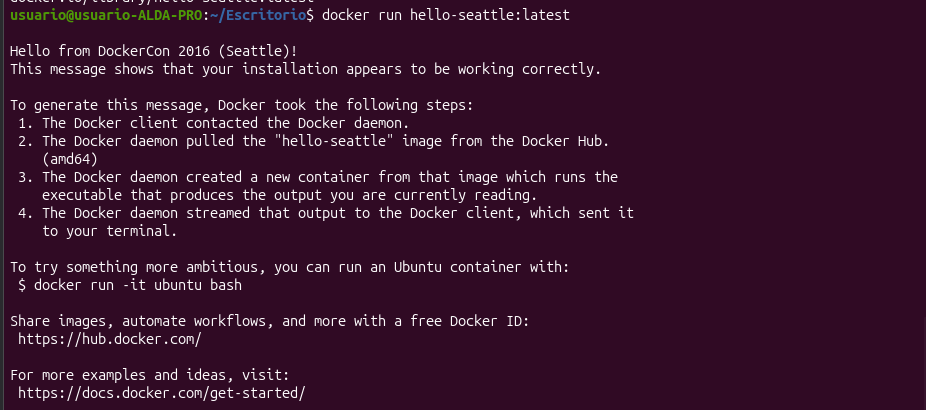 docker.io/library/hello-seattle:latest
usuario@usuario-ALDA-PRO:~/Escritorio$ docker run hello-seattle:latest
Hello from DockerCon 2016 (Seattle)!
This message shows that your installation appears to be working correctly.
To generate this message, Docker took the following steps:
1. The Docker client contacted the Docker daemon.
2. The Docker daemon pulled the "hello-seattle" image from the Docker Hub.
(amd64)
3. The Docker daemon created a new container from that image which runs the
executable that produces the output you are currently reading.
4. The Docker daemon streamed that output to the Docker client, which sent it
to your terminal.
To try something more ambitious, you can run an Ubuntu container with:
$ docker run -it ubuntu bash
Share images, automate workflows, and more with a free Docker ID:
https://hub.docker.com/
For more examples and ideas, visit:
https://docs.docker.com/get-started/